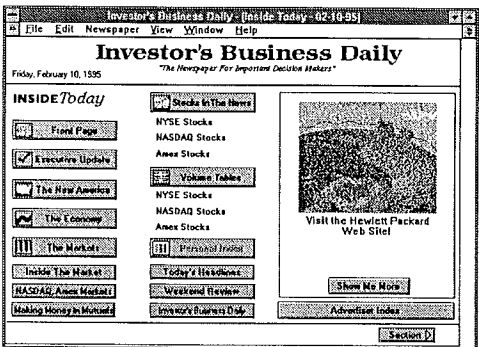 Investor's Business Daily - [Inside Today - 02-10-95]
File Edit Newspaper View Window Help
Investor's Business Daily
"The Newspaper For Important Decision Makers"
Friday, February 10, 1995
INSIDE Today
Front Page
Executive Update
The New America
The Economy
The Markets
Inside The Market
NASDAQ, Amex Markets
Making Money in Mutuals
Stocks In The News
NYSE Stocks
NASDAQ Stocks
Amex Stocks
Volume Tables
NYSE Stocks
NASDAQ Stocks
Amex Stocks
Personal Index
Today's Headlines
Weekend Review
Investor's Business Daily
Visit the Hewlett Packard
Web Site!
Show Me More
Advertiser Index
Section